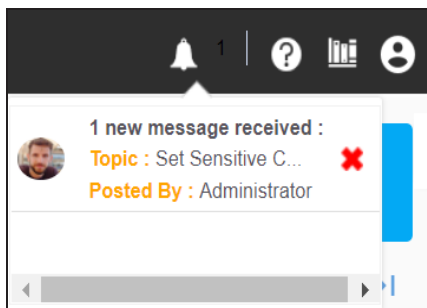 1
1 new message received :
Topic : Set Sensitive C...
Posted By : Administrator